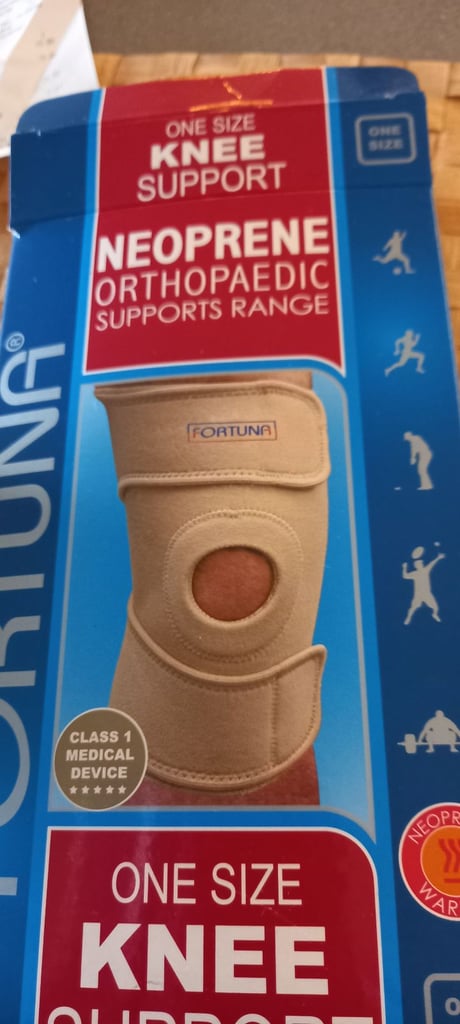 ONE SIZE
KNEE
SUPPORT
ONE
SIZE
NEOPRENE
ORTHOPAEDIC
SUPPORTS RANGE
FORTUNA®
FORTUNA
CLASS 1
MEDICAL
DEVICE
ONE SIZE
KNEE
SUPPORT